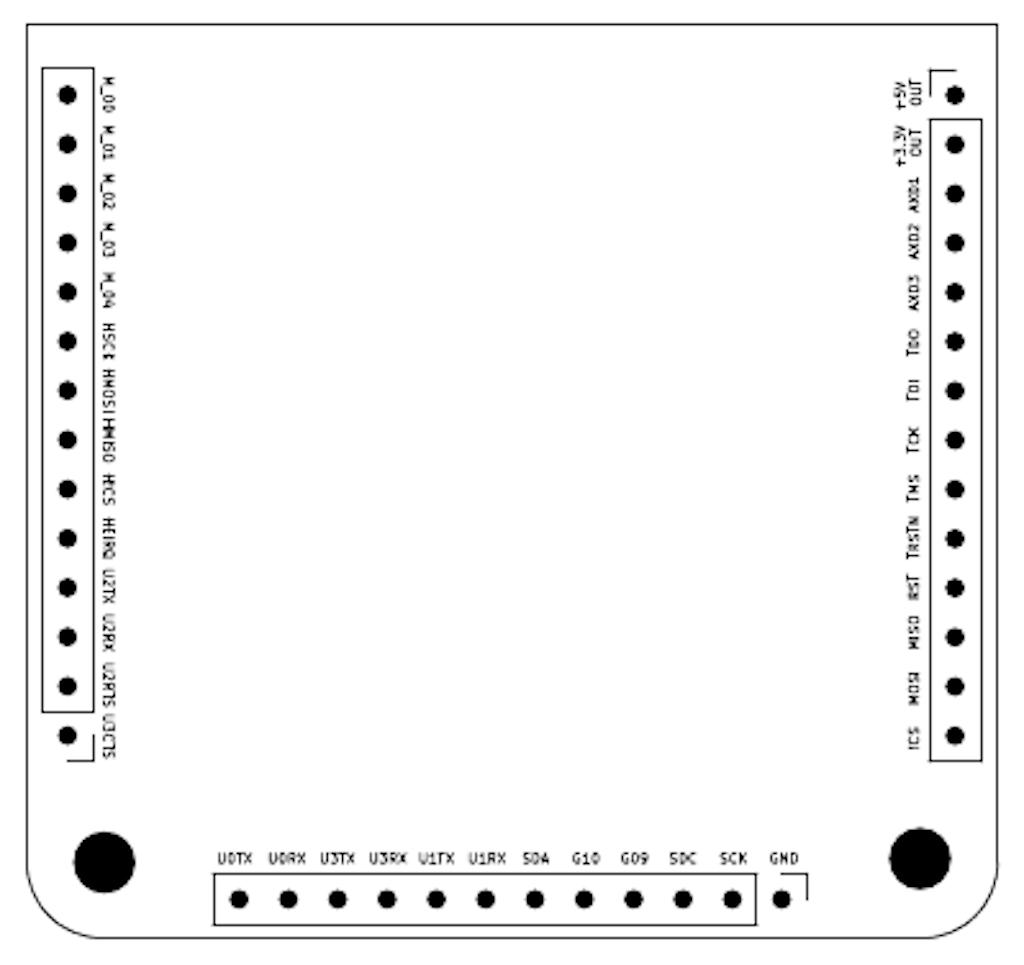 M_00
M_01
M_02
M_03
M_04
HSCK
HMOSI
HMISO
HCS
HEIRQ
U2TX
U2RX
U2RTS
U3CTS
+5V
OUT
+3.3V
OUT
AXD1
AXD2
AXD3
TDO
TDI
TCK
TMS
TRSTN
RST
MISO
MOSI
U0TX U0RX U3TX U3RX U1TX U1RX SDA G10 G09 SDC SCK GND